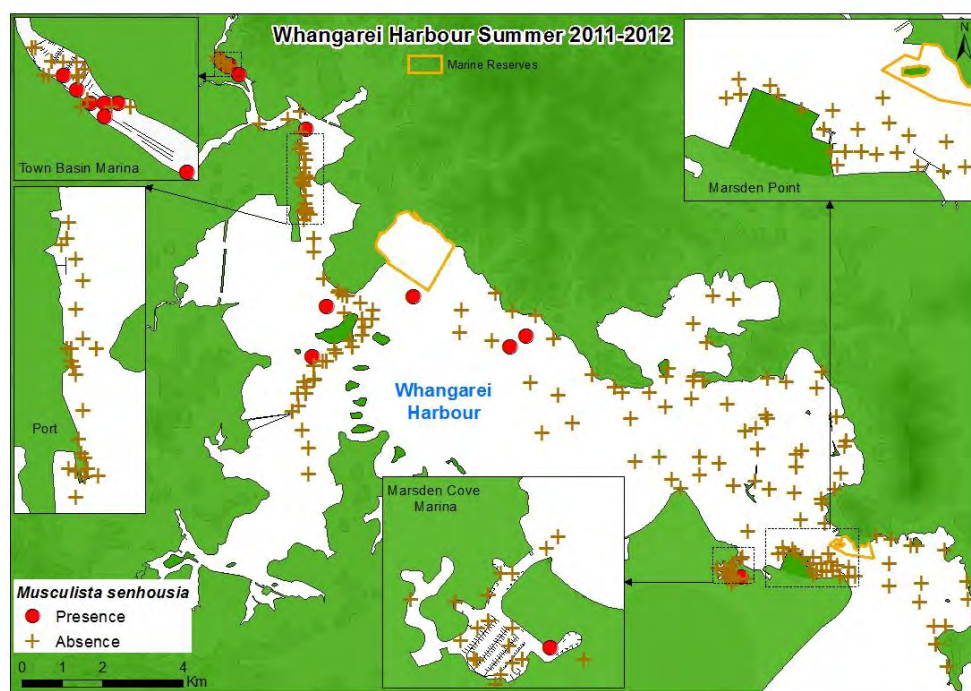 Whangarei Harbour Summer 2011-2012
Marine Reserves
N
Town Basin Marina
Marsden Point
Port
Whangarei
Harbour
Marsden Cove
Marina
Musculista senhousia
Presence
Absence
0 1 2 4
Km